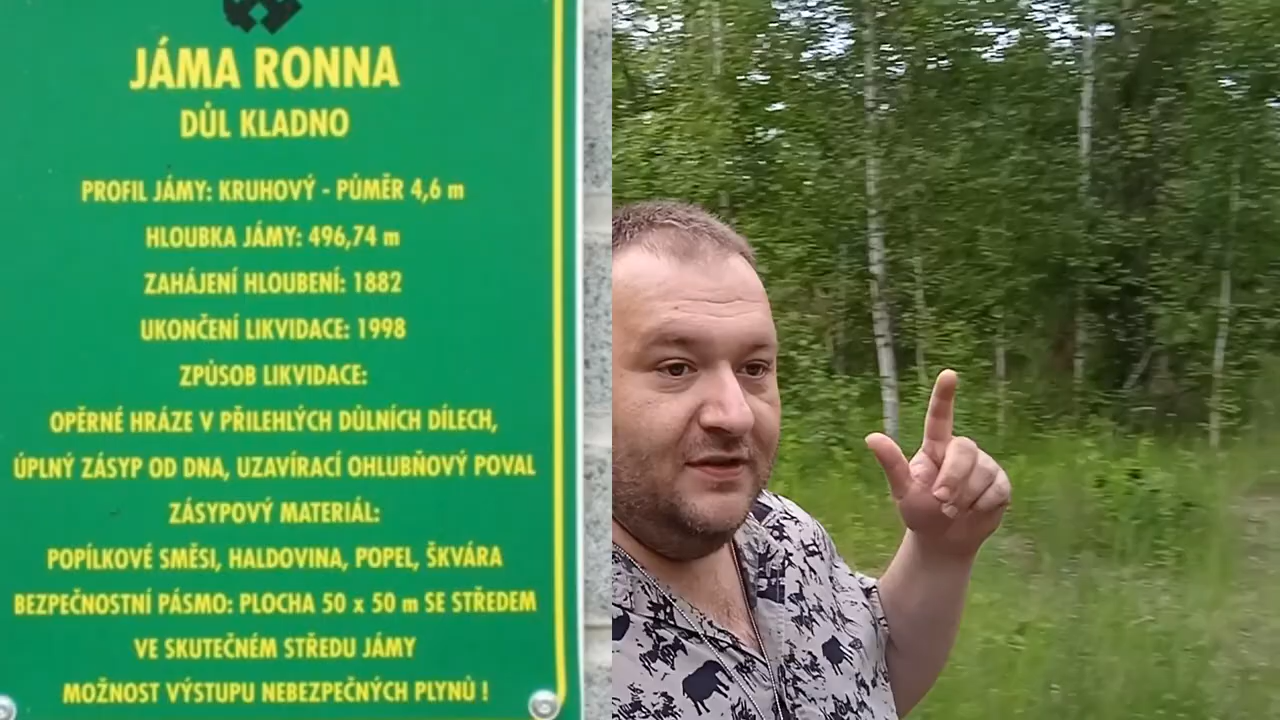 JÁMA RONNA
DŮL KLADNO
PROFIL JÁMY: KRUHOVÝ - PŮMĚR 4,6 m
HLOUBKA JÁMY: 496,74 m
ZAHÁJENÍ HLOUBENÍ: 1882
UKONČENÍ LIKVIDACE: 1998
ZPŮSOB LIKVIDACE:
OPĚRNÉ HRÁZE V PŘILEHLÝCH DŮLNÍCH DÍLECH,
ÚPLNÝ ZÁSYP OD DNA, UZAVÍRACÍ OHLUBŇOVÝ POVAL
ZÁSYPOVÝ MATERIÁL:
POPÍLKOVÉ SMĚSI, HALDOVINA, POPEL, ŠKVÁRA
BEZPEČNOSTNÍ PÁSMO: PLOCHA 50 x 50 m SE STŘEDEM
VE SKUTEČNÉM STŘEDU JÁMY
MOŽNOST VÝSTUPU NEBEZPEČNÝCH PLYNŮ !